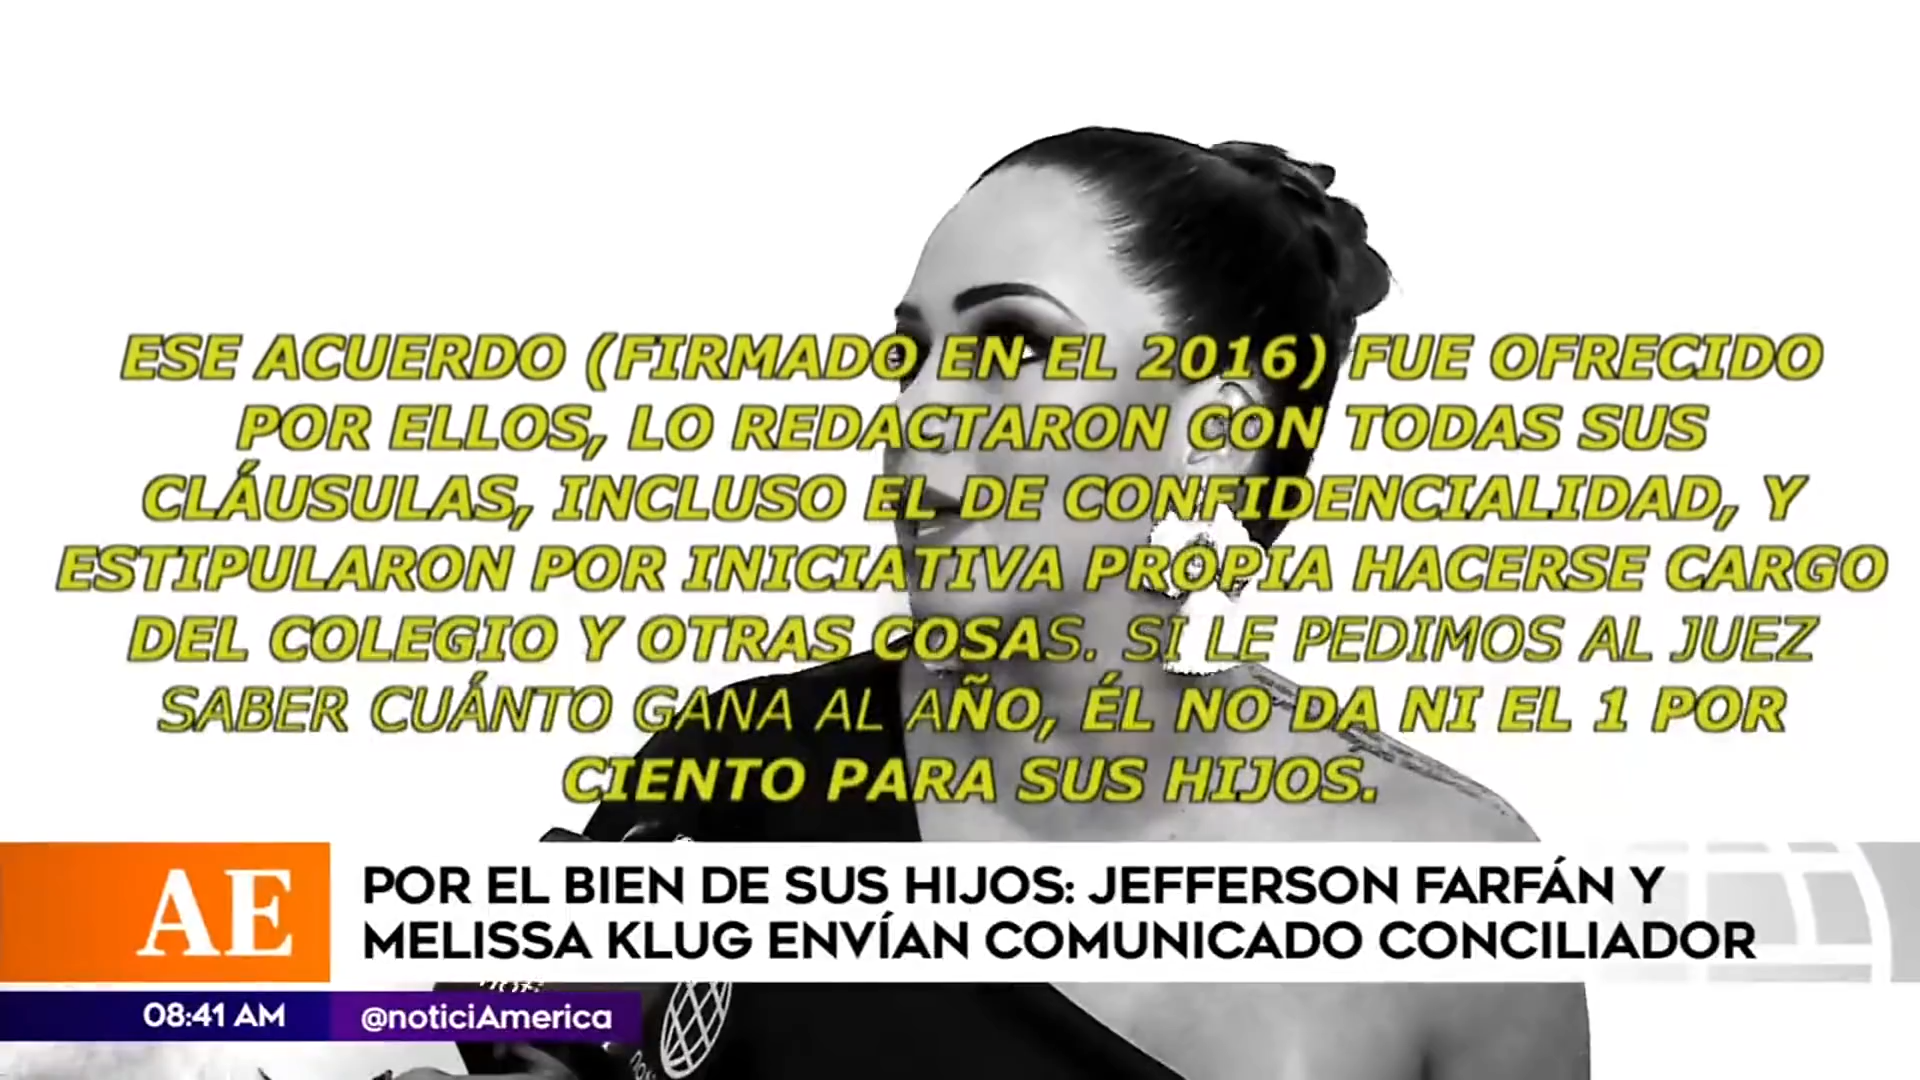 ESE ACUERDO (FIRMADO EN EL 2016) FUE OFRECIDO
POR ELLOS, LO REDACTARON CON TODAS SUS
CLÁUSULAS, INCLUSO EL DE CONFIDENCIALIDAD, Y
ESTIPULARON POR INICIATIVA PROPIA HACERSE CARGO
DEL COLEGIO Y OTRAS COSAS. SI LE PEDIMOS AL JUEZ
SABER CUÁNTO GANA AL AÑO, ÉL NO DA NI EL 1 POR
CIENTO PARA SUS HIJOS.
AE
POR EL BIEN DE SUS HIJOS: JEFFERSON FARFÁN Y
MELISSA KLUG ENVÍAN COMUNICADO CONCILIADOR
08:41 AM
@noticiAmerica